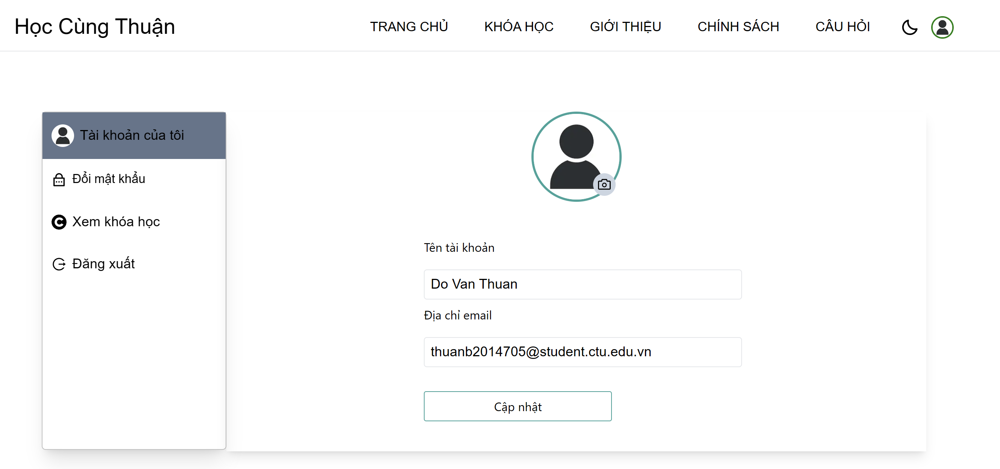 Học Cùng Thuận
TRANG CHỦ KHÓA HỌC GIỚI THIỆU CHÍNH SÁCH CÂU HỎI
Tài khoản của tôi
Đổi mật khẩu
Xem khóa học
Đăng xuất
Tên tài khoản
Do Van Thuan
Địa chỉ email
thuanb2014705@student.ctu.edu.vn
Cập nhật